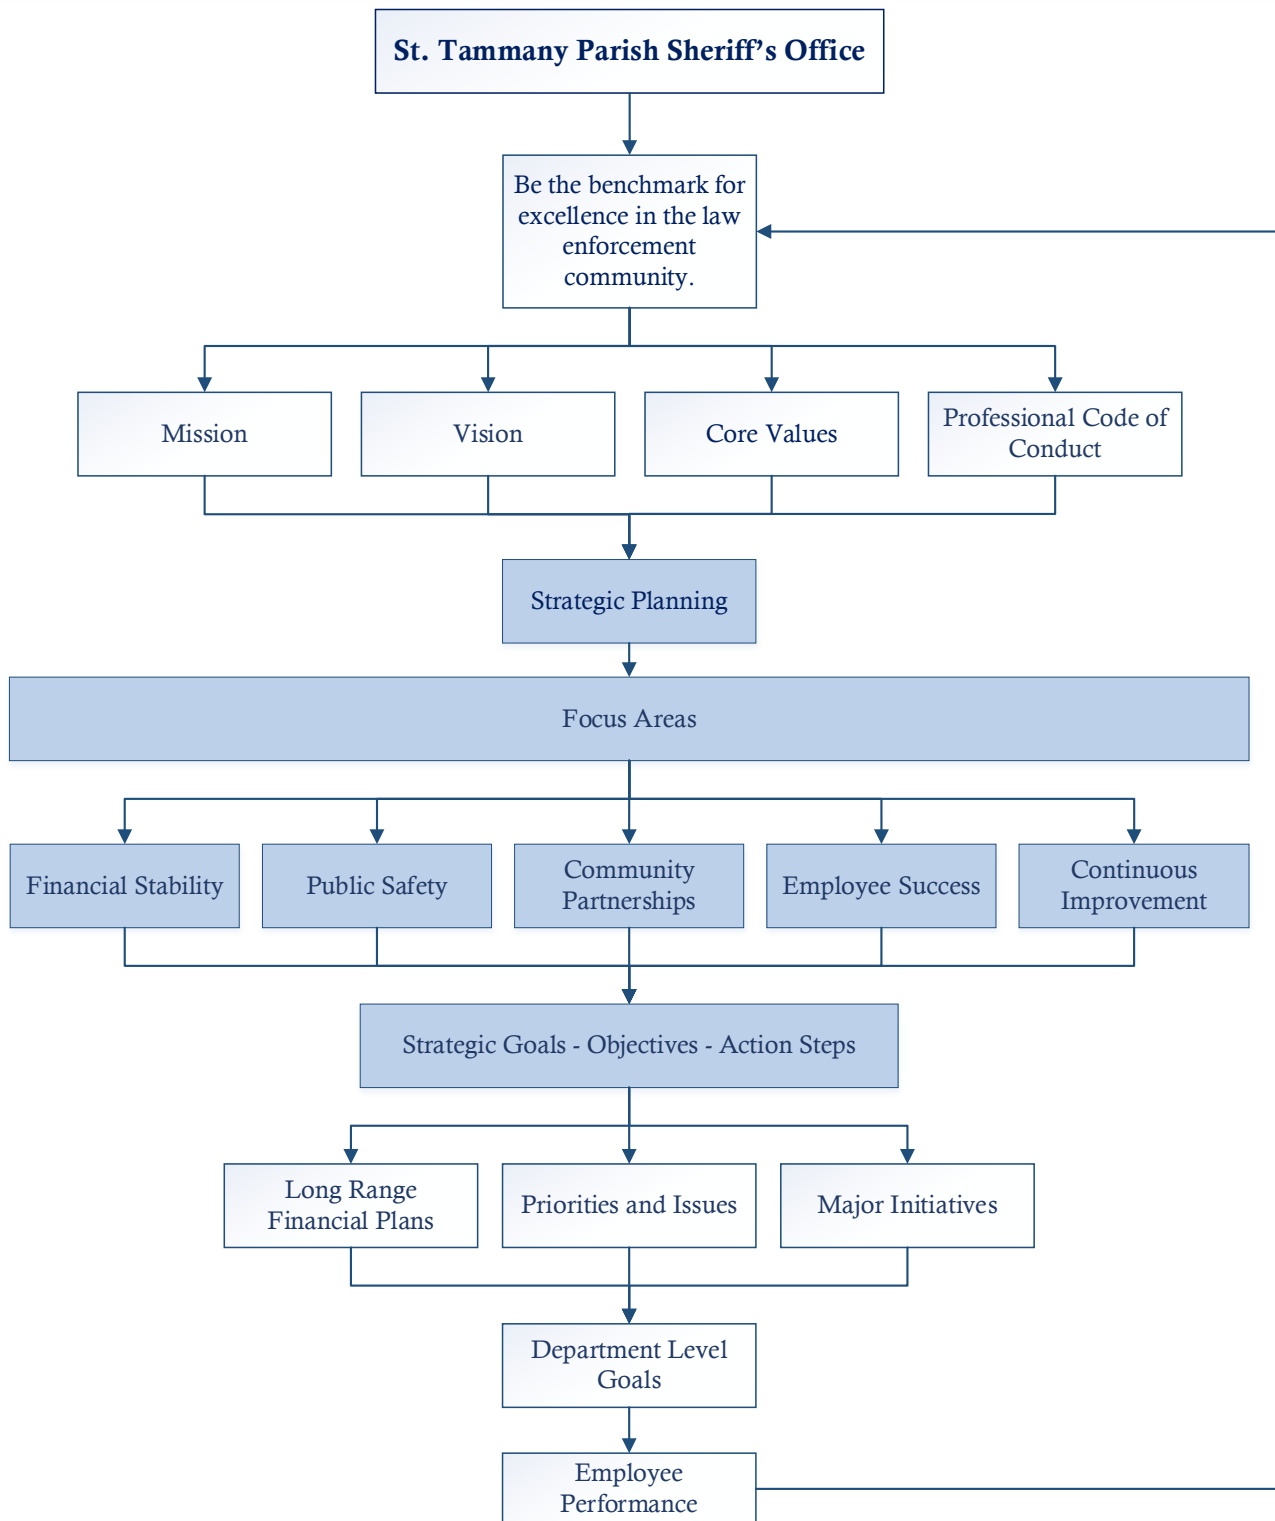 St. Tammany Parish Sheriff’s Office
Be the benchmark for
excellence in the law
enforcement
community.
Mission
Vision
Core Values
Professional Code of
Conduct
Strategic Planning
Focus Areas
Financial Stability
Public Safety
Community
Partnerships
Employee Success
Continuous
Improvement
Strategic Goals - Objectives - Action Steps
Long Range
Financial Plans
Priorities and Issues
Major Initiatives
Department Level
Goals
Employee
Performance